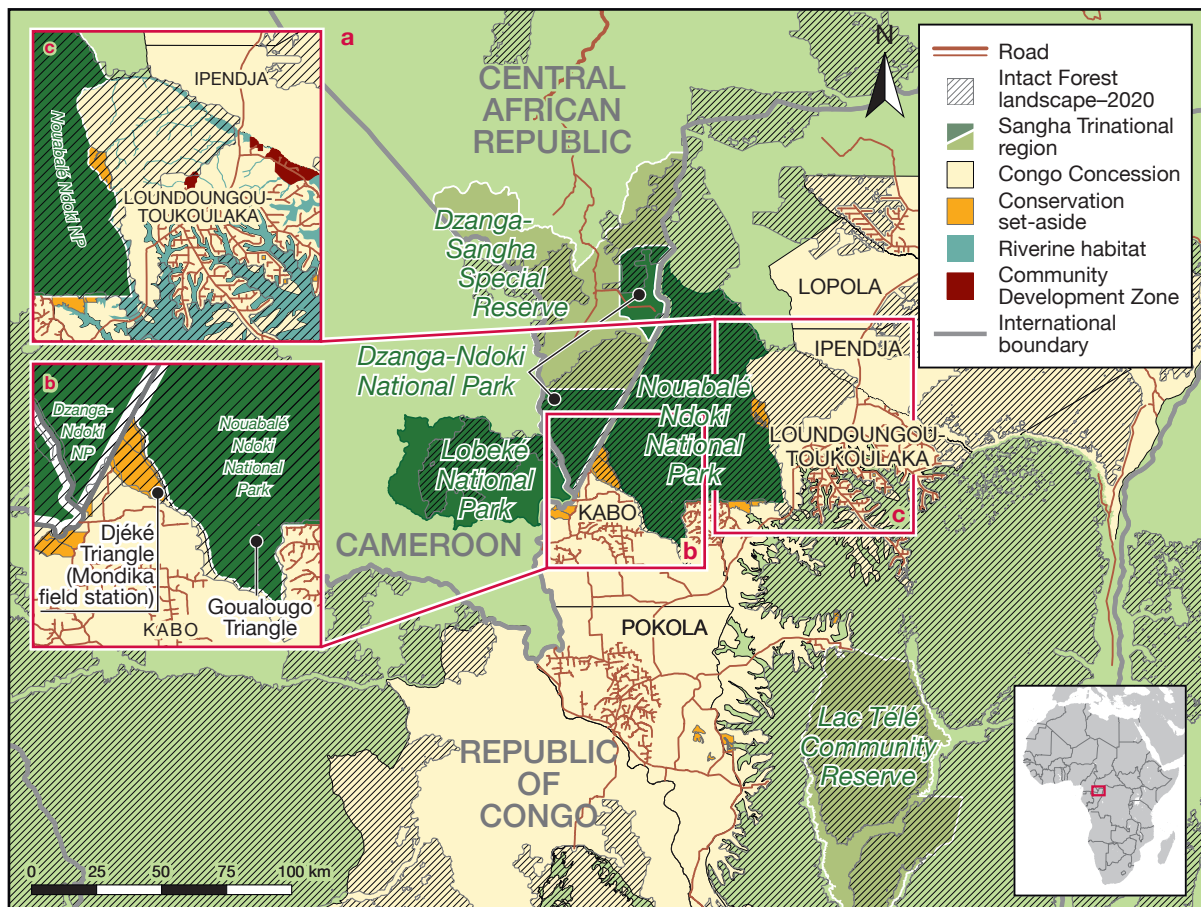 a
CENTRAL
AFRICAN
REPUBLIC
N
Road
Intact Forest
landscape–2020
Sangha Trinational
region
Congo Concession
Conservation
set-aside
Riverine habitat
Community
Development Zone
International
boundary
c
IPENDJA
Nouabalé Ndoki NP
LOUNDOUNGOU-
TOUKOULAKA
b
Dzanga-
Ndoki
NP
Nouabalé
Ndoki
National
Park
Djéké
Triangle
(Mondika
field station)
Goualougo
Triangle
KABO
Dzanga-
Sangha
Special
Reserve
Dzanga-Ndoki
National Park
Lobeké
National
Park
Nouabalé
Ndoki
National
Park
LOPOLA
IPENDJA
LOUNDOUNGOU-
TOUKOULAKA
c
KABO
b
CAMEROON
POKOLA
REPUBLIC
OF
CONGO
Lac Télé
Community
Reserve
0 25 50 75 100 km